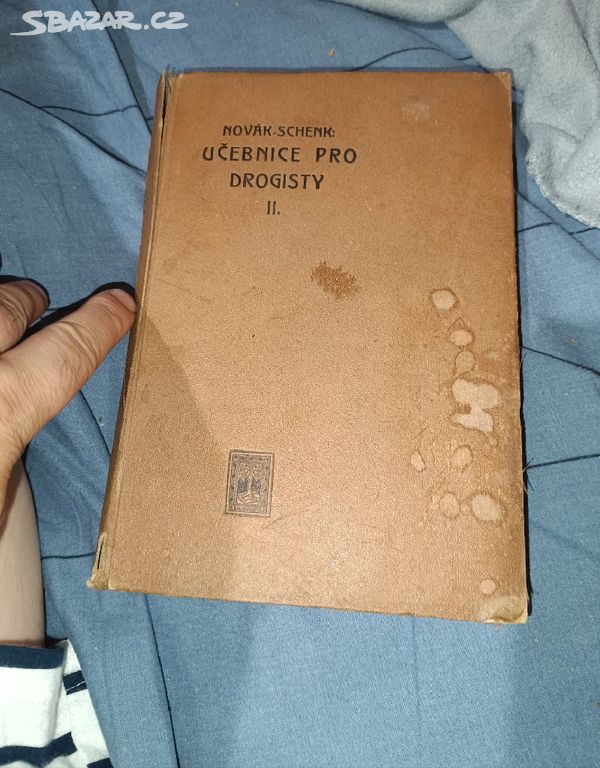 SBAZAR.CZ
NOVÁK-SCHENK:
UČEBNICE PRO
DROGISTY
II.